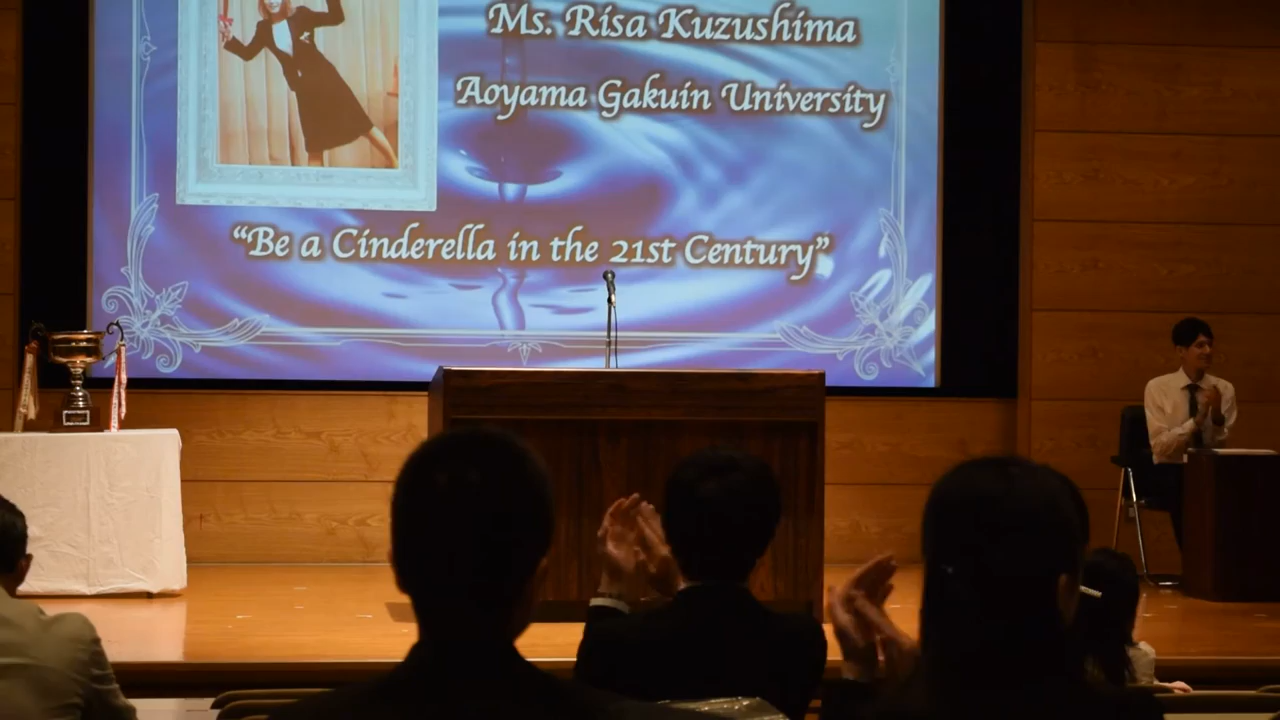 Ms. Risa Kuzushima
Aoyama Gakuin University
“Be a Cinderella in the 21st Century”